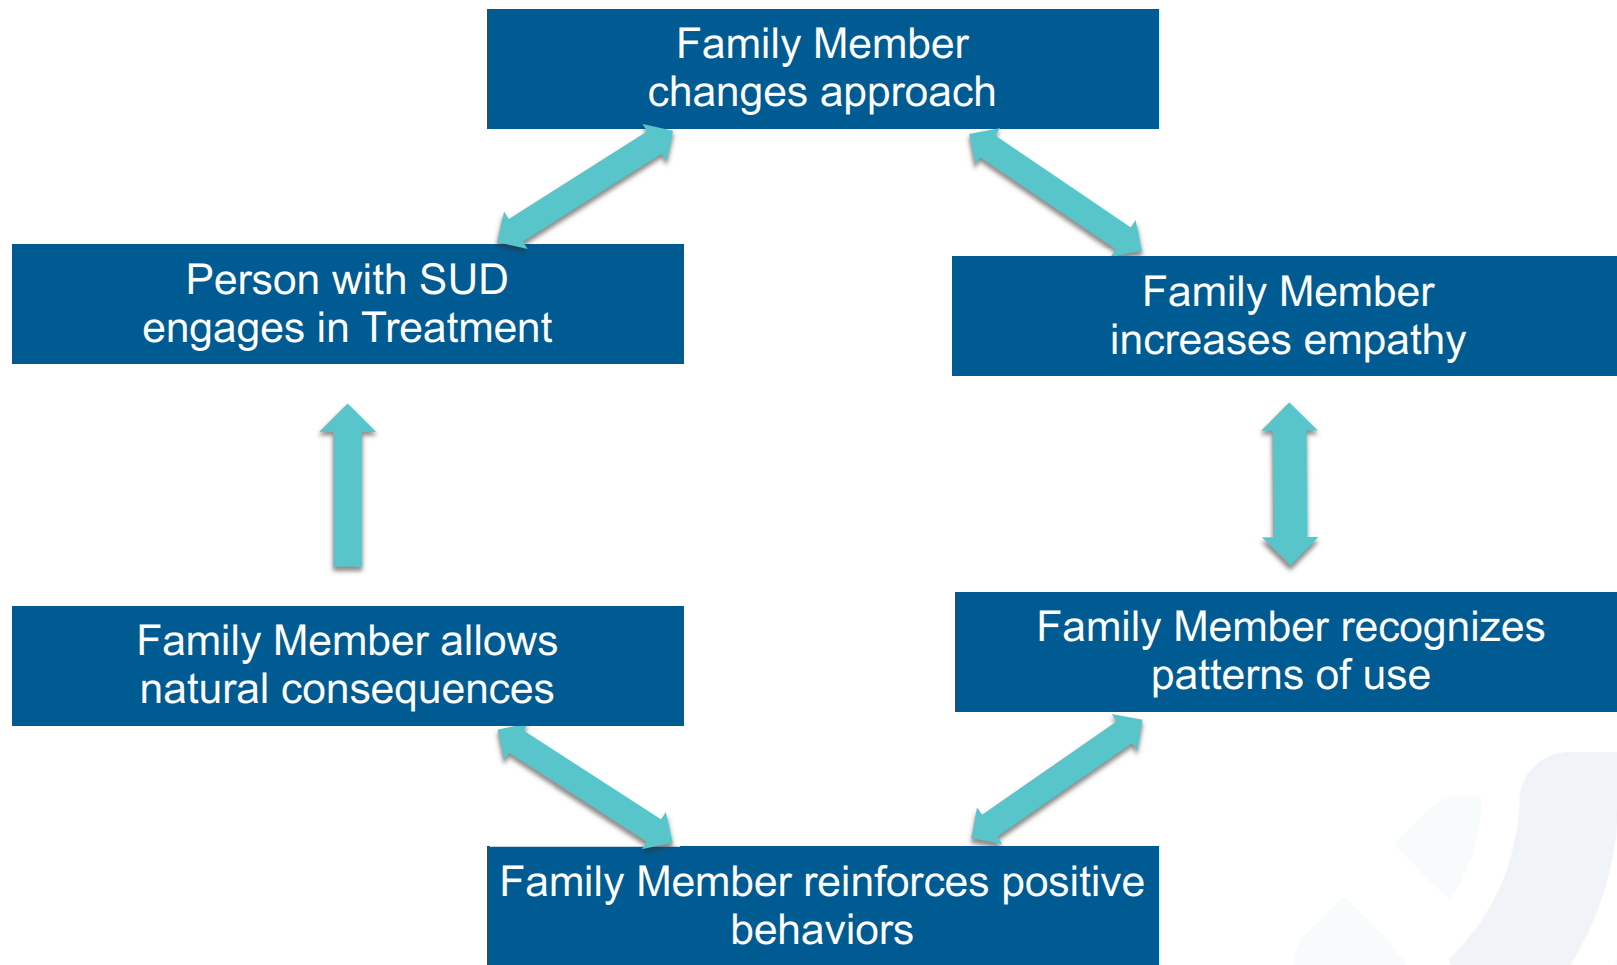 Family Member
changes approach
Person with SUD
engages in Treatment
Family Member
increases empathy
Family Member allows
natural consequences
Family Member recognizes
patterns of use
Family Member reinforces positive
behaviors